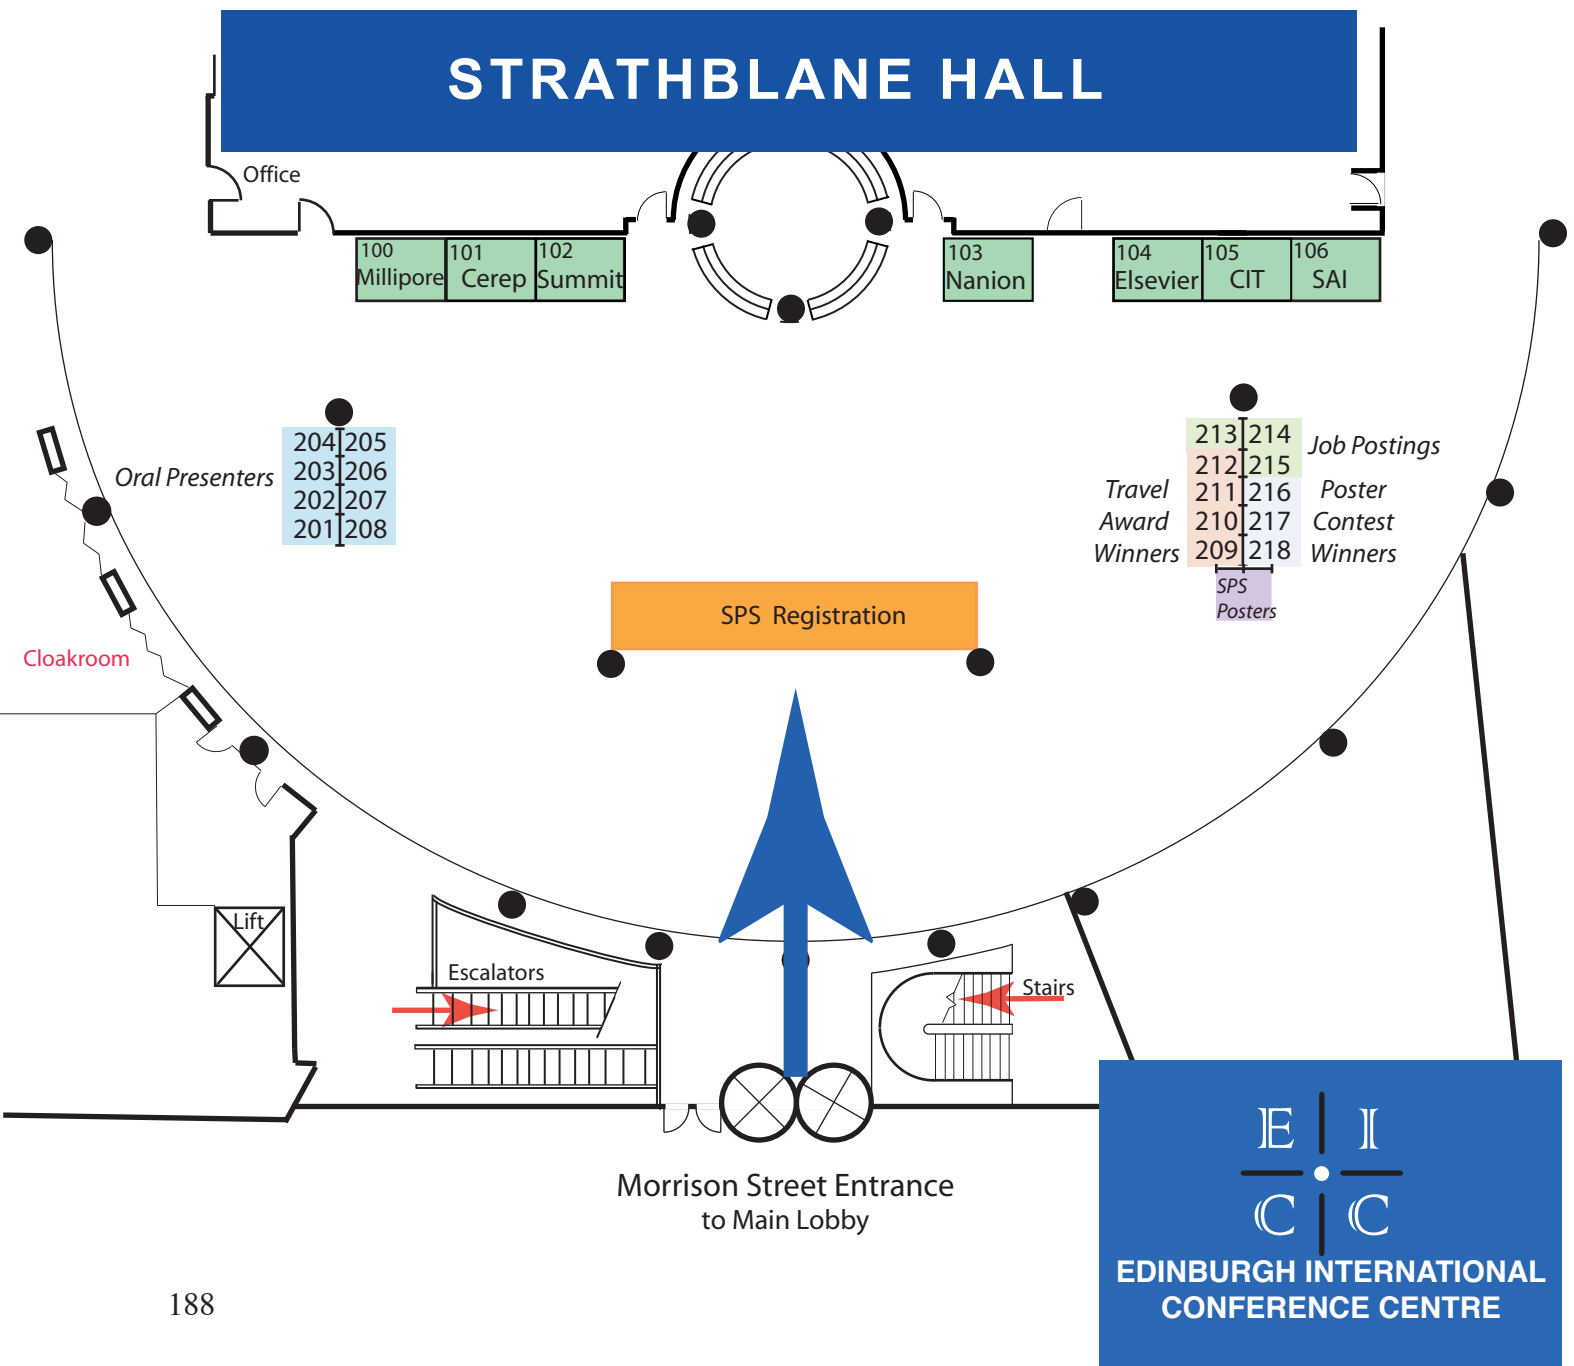 STRATHBLANE HALL
Office
100
Millipore
101
Cerep
102
Summit
103
Nanion
104
Elsevier
105
CIT
106
SAI
Oral Presenters
204 205
203 206
202 207
201 208
213 214
212 215
211 216
210 217
209 218
Job Postings
Travel
Award
Winners
Poster
Contest
Winners
SPS
Posters
SPS Registration
Cloakroom
Lift
Escalators
Stairs
Morrison Street Entrance
to Main Lobby
E I
C C
EDINBURGH INTERNATIONAL
CONFERENCE CENTRE
188